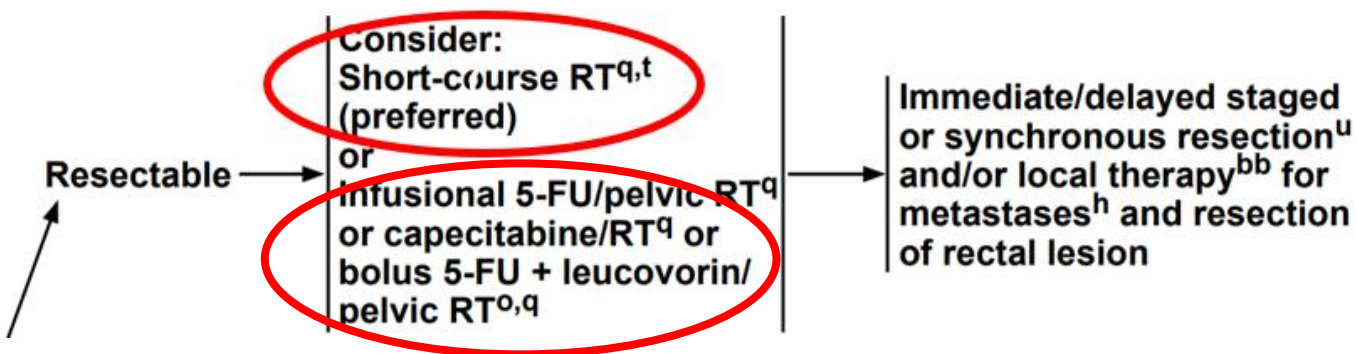 Resectable
Consider:
Short-course RTq,t
(preferred)
or
Infusional 5-FU/pelvic RTq
or capecitabine/RTq or
bolus 5-FU + leucovorin/
pelvic RTo,q
Immediate/delayed staged
or synchronous resectionu
and/or local therapybb for
metastasesh and resection
of rectal lesion